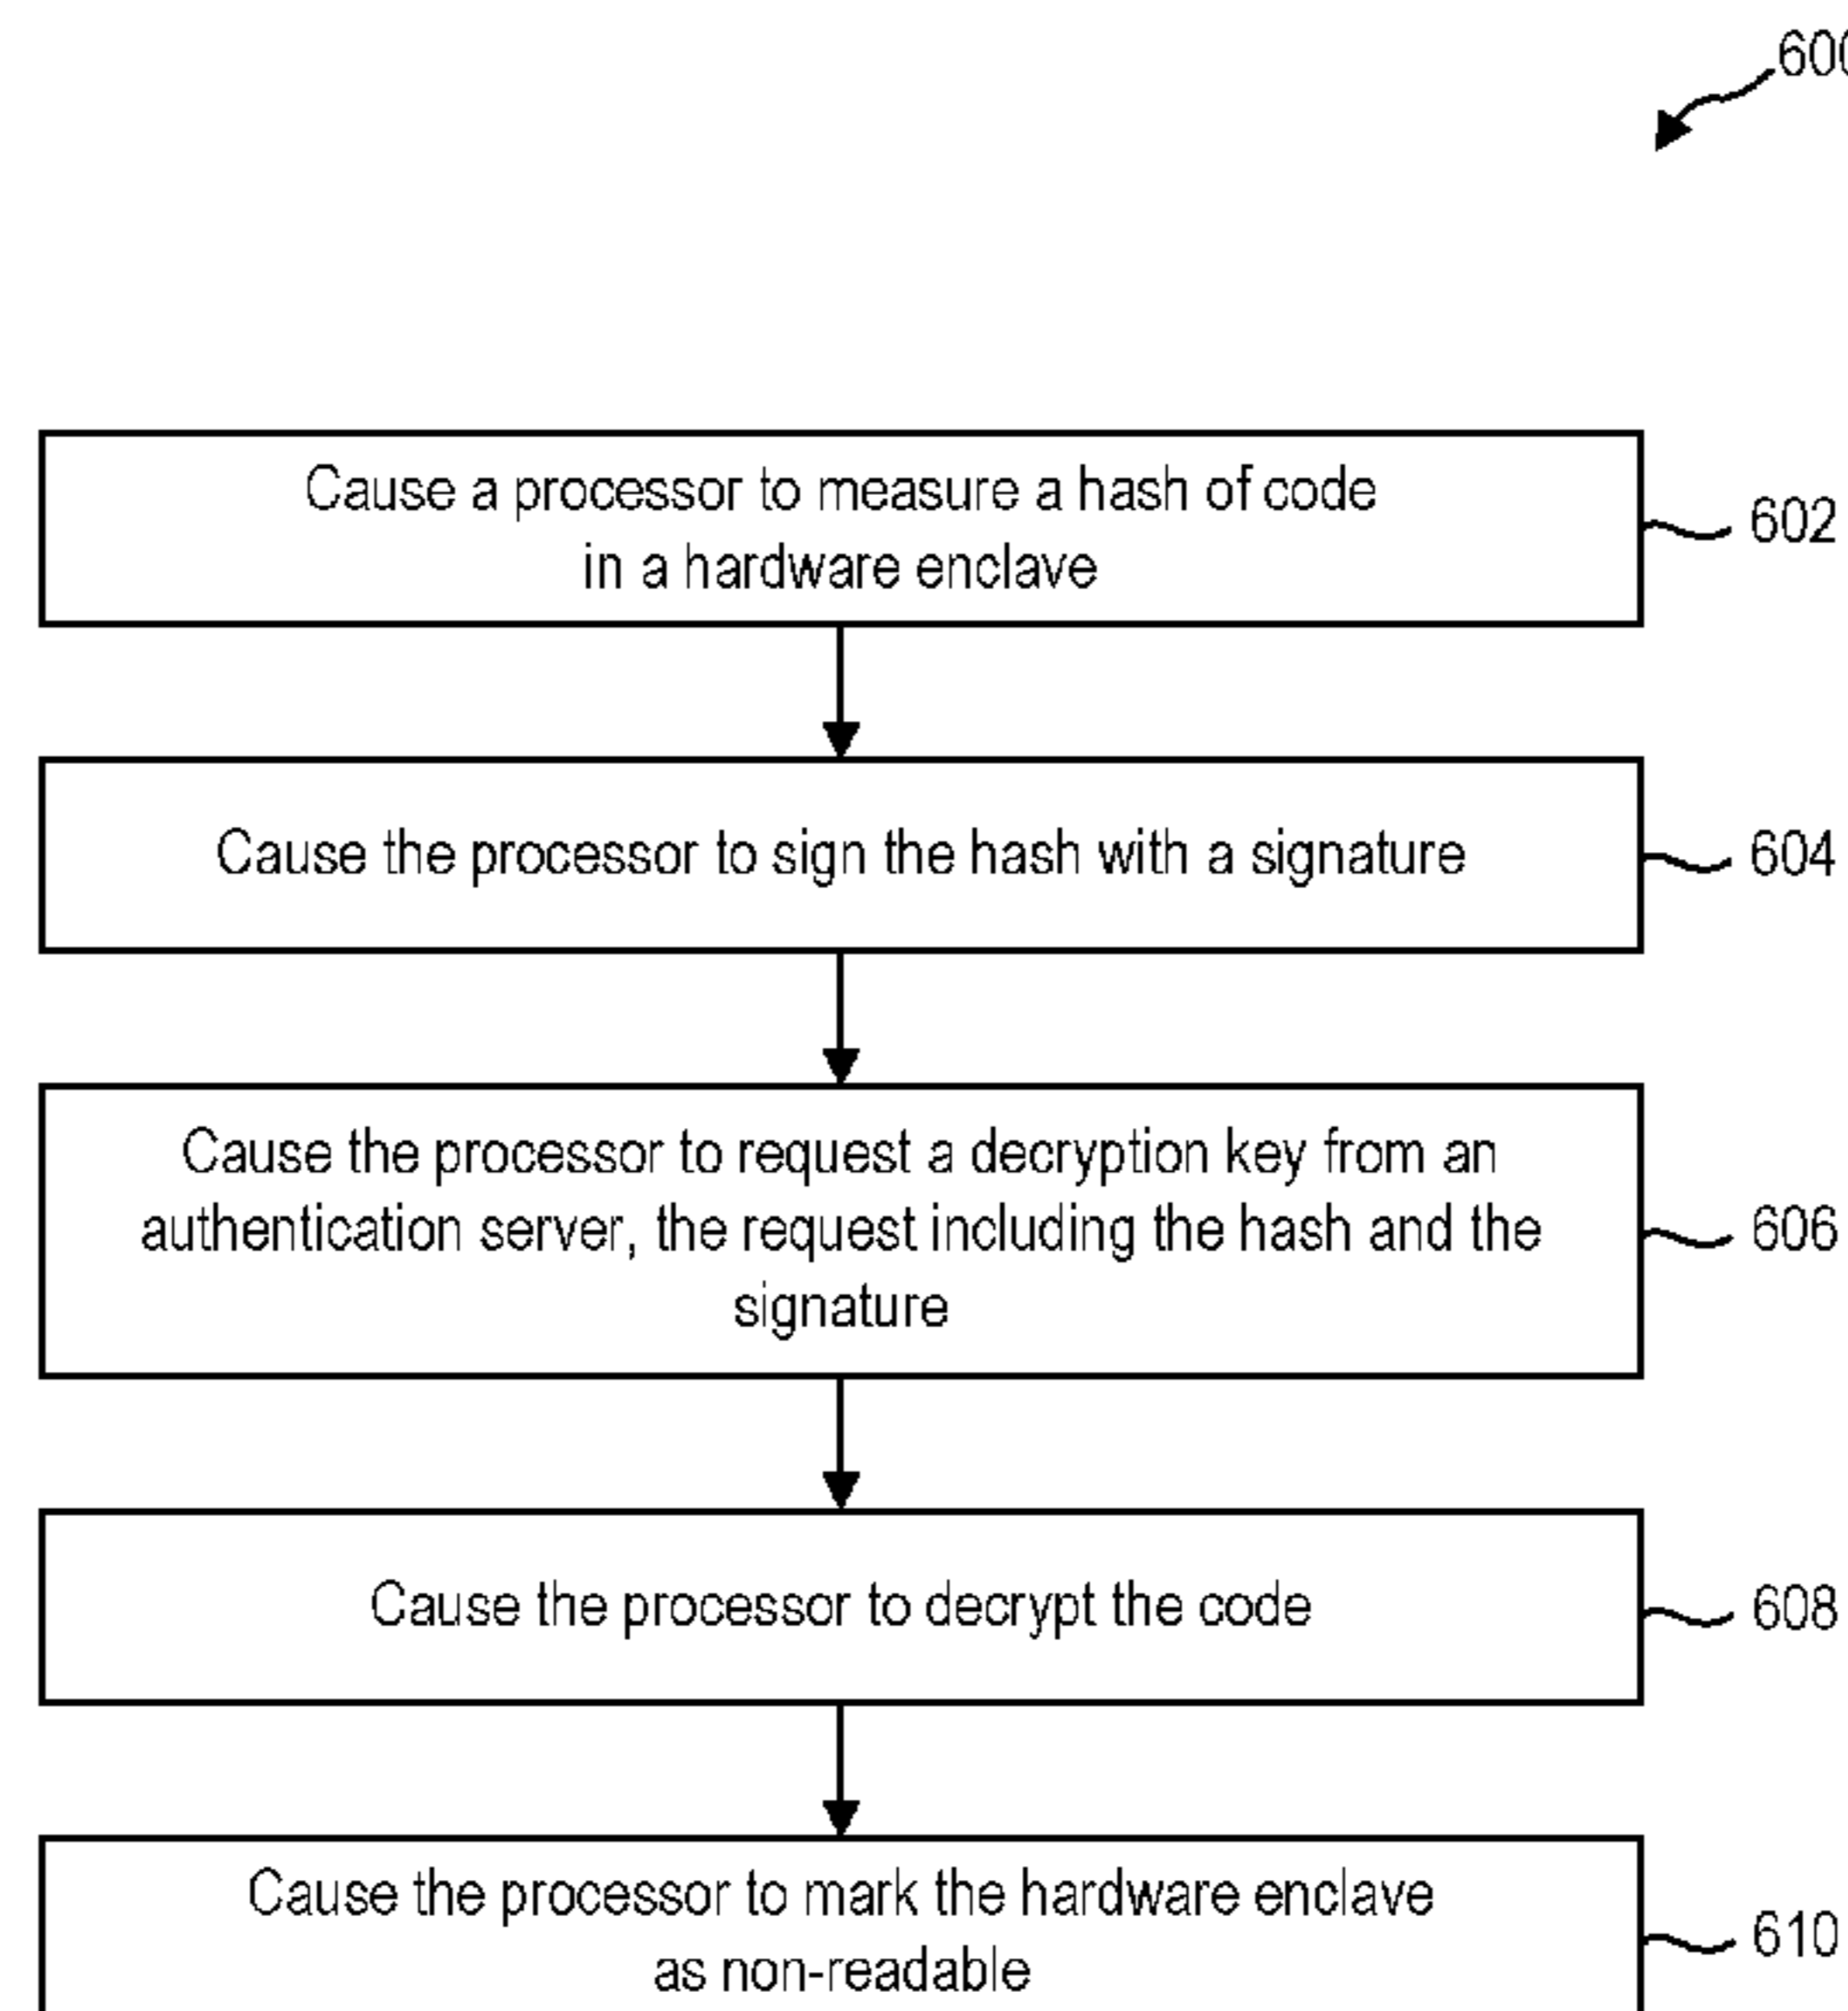 600
Cause a processor to measure a hash of code
in a hardware enclave
602
Cause the processor to sign the hash with a signature
604
Cause the processor to request a decryption key from an
authentication server, the request including the hash and the
signature
606
Cause the processor to decrypt the code
608
Cause the processor to mark the hardware enclave
as non-readable
610